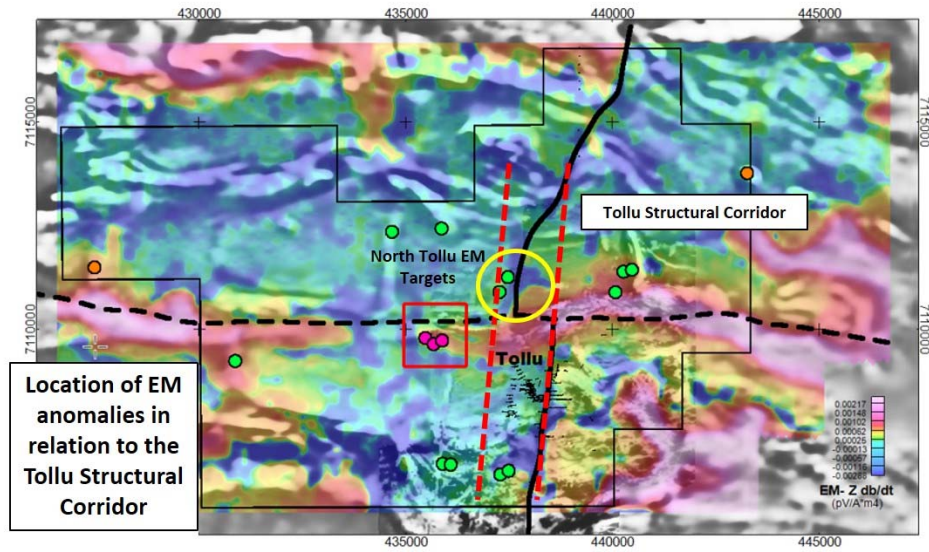 430000
435000
440000
445000
7115000
7115000
Tollu Structural Corridor
North Tollu EM
Targets
7110000
7110000
Tollu
Location of EM
anomalies in
relation to the
Tollu Structural
Corridor
0.00217
0.00148
0.00102
0.00062
0.00025
-0.00013
-0.00067
-0.00116
-0.00288
EM- Z db/dt
(pV/A*m4)
435000
440000
445000